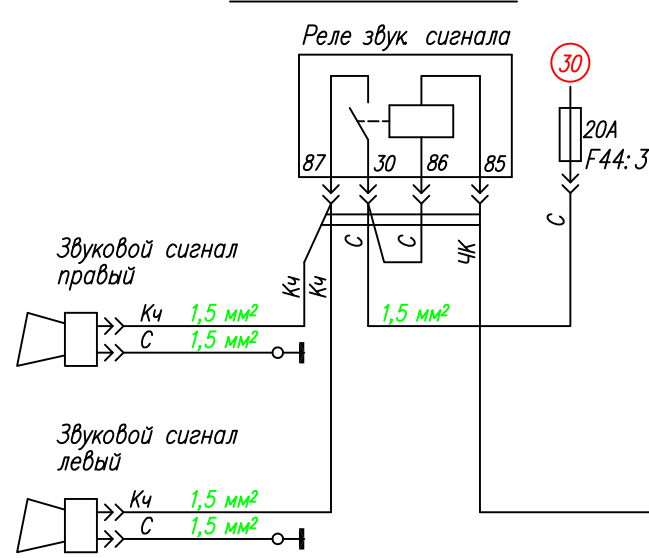 Реле звук. сигнала
30
20А
F44: 3
87 30 86 85
С
С
С
ЧК
Кч
Кч
Звуковой сигнал
правый
Кч 1,5 мм²
С 1,5 мм²
1,5 мм²
Звуковой сигнал
левый
Кч 1,5 мм²
С 1,5 мм²